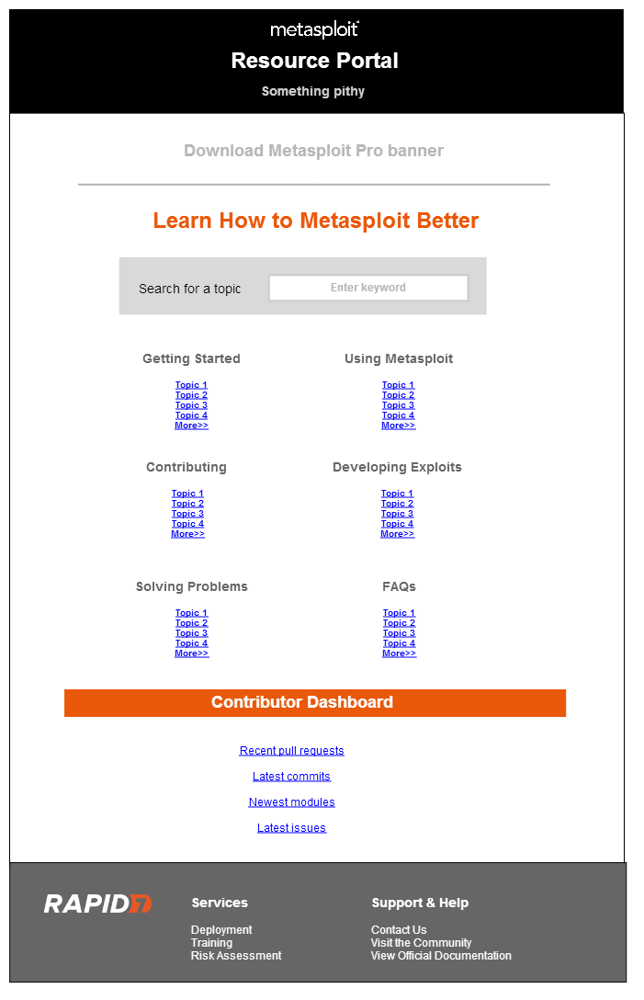 metasploit
Resource Portal
Something pithy
Download Metasploit Pro banner
Learn How to Metasploit Better
Search for a topic
Enter keyword
Getting Started
Topic 1
Topic 2
Topic 3
Topic 4
More>>
Using Metasploit
Topic 1
Topic 2
Topic 3
Topic 4
More>>
Contributing
Topic 1
Topic 2
Topic 3
Topic 4
More>>
Developing Exploits
Topic 1
Topic 2
Topic 3
Topic 4
More>>
Solving Problems
Topic 1
Topic 2
Topic 3
Topic 4
More>>
FAQs
Topic 1
Topic 2
Topic 3
Topic 4
More>>
Contributor Dashboard
Recent pull requests
Latest commits
Newest modules
Latest issues
RAPID7
Services
Deployment
Training
Risk Assessment
Support & Help
Contact Us
Visit the Community
View Official Documentation